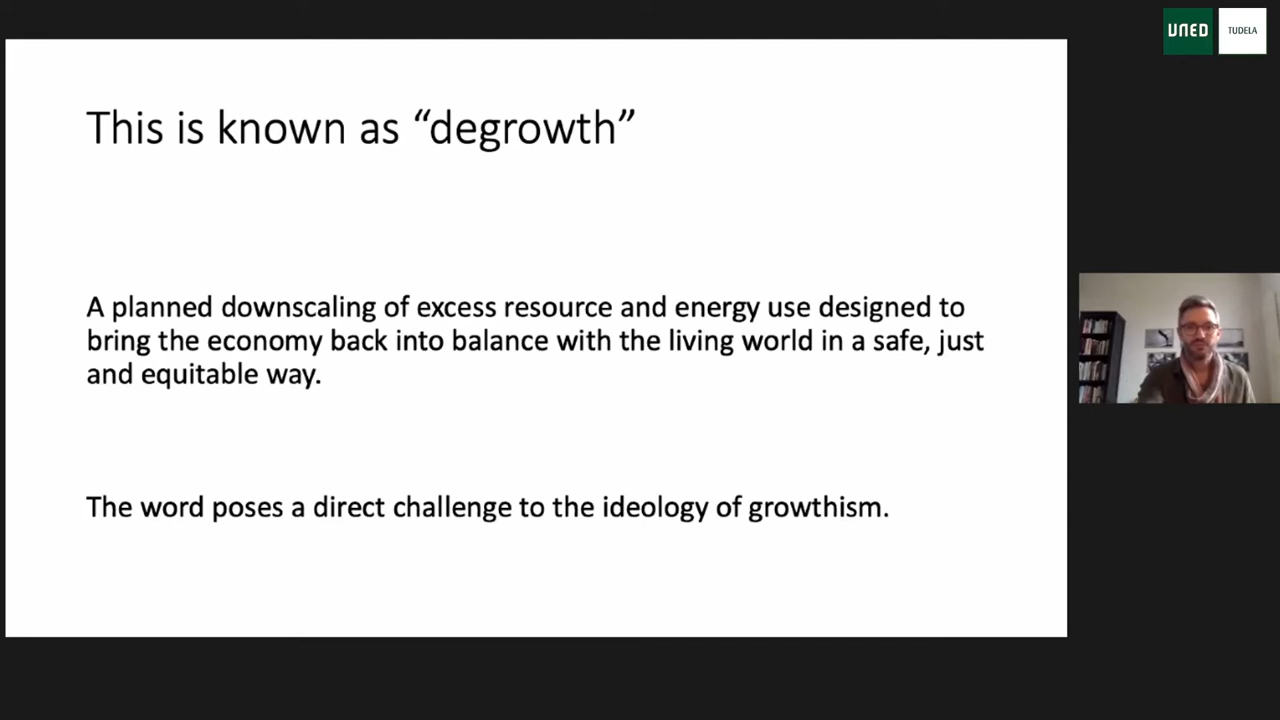 UNED
TUDELA
This is known as “degrowth”
A planned downscaling of excess resource and energy use designed to
bring the economy back into balance with the living world in a safe, just
and equitable way.
The word poses a direct challenge to the ideology of growthism.